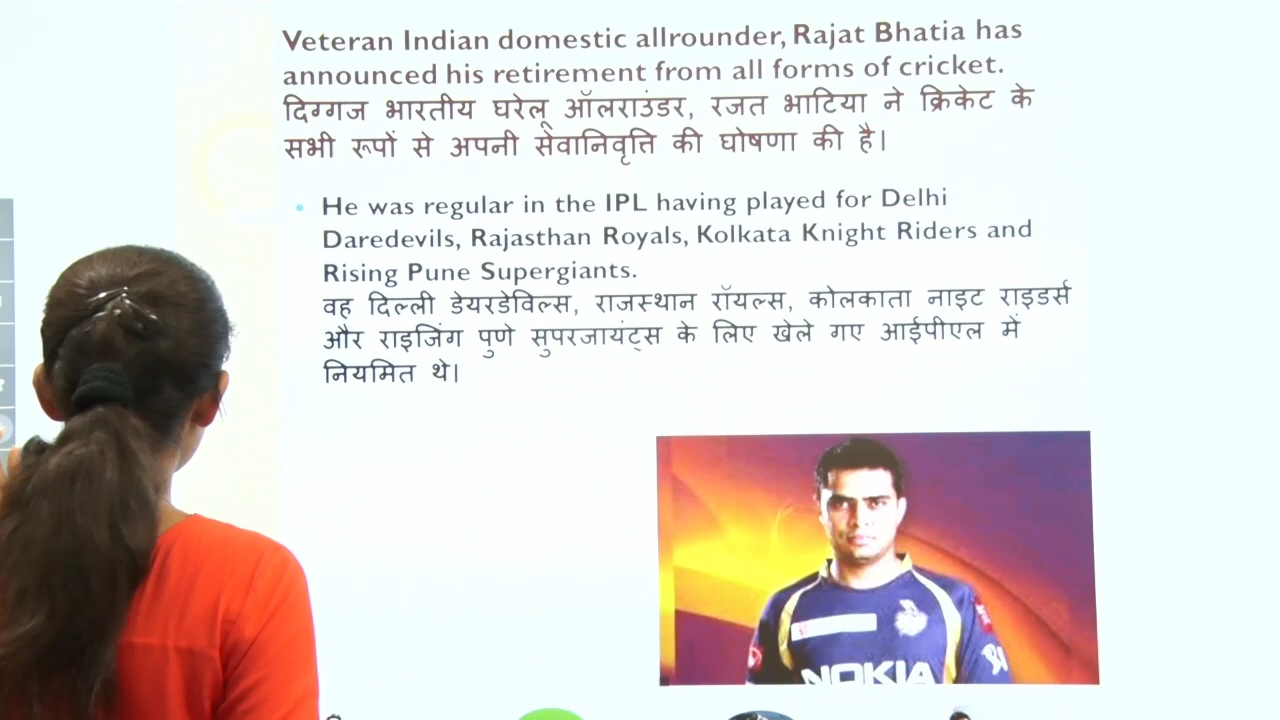 Veteran Indian domestic allrounder, Rajat Bhatia has
announced his retirement from all forms of cricket.
दिग्गज भारतीय घरेलू ऑलराउंडर, रजत भाटिया ने क्रिकेट के
सभी रूपों से अपनी सेवानिवृत्ति की घोषणा की है।
• He was regular in the IPL having played for Delhi
Daredevils, Rajasthan Royals, Kolkata Knight Riders and
Rising Pune Supergiants.
वह दिल्ली डेयरडेविल्स, राजस्थान रॉयल्स, कोलकाता नाइट राइडर्स
और राइजिंग पुणे सुपरजायंट्स के लिए खेले गए आईपीएल में
नियमित थे।
NOKIA